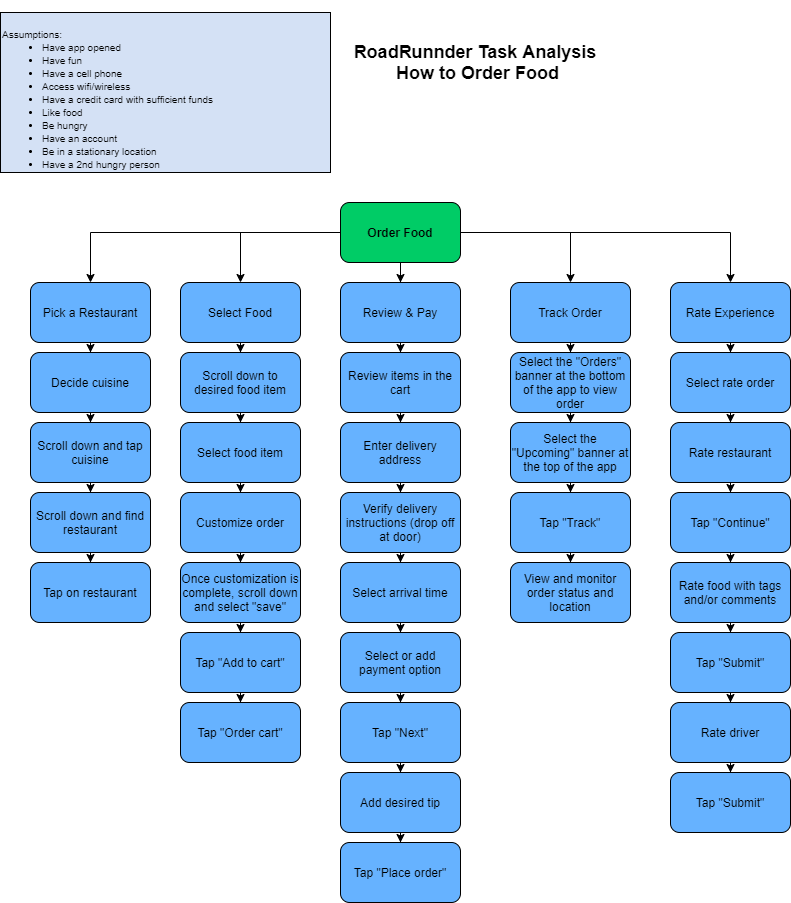 Assumptions:
Have app opened
Have fun
Have a cell phone
Access wifi/wireless
Have a credit card with sufficient funds
Like food
Be hungry
Have an account
Be in a stationary location
Have a 2nd hungry person
RoadRunnder Task Analysis
How to Order Food
Order Food
Pick a Restaurant
Decide cuisine
Scroll down and tap
cuisine
Scroll down and find
restaurant
Tap on restaurant
Select Food
Scroll down to
desired food item
Select food item
Customize order
Once customization is
complete, scroll down
and select "save"
Tap "Add to cart"
Tap "Order cart"
Review & Pay
Review items in the
cart
Enter delivery
address
Verify delivery
instructions (drop off
at door)
Select arrival time
Select or add
payment option
Tap "Next"
Add desired tip
Tap "Place order"
Track Order
Select the "Orders"
banner at the bottom
of the app to view
order
Select the
"Upcoming" banner at
the top of the app
Tap "Track"
View and monitor
order status and
location
Rate Experience
Select rate order
Rate restaurant
Tap "Continue"
Rate food with tags
and/or comments
Tap "Submit"
Rate driver
Tap "Submit"